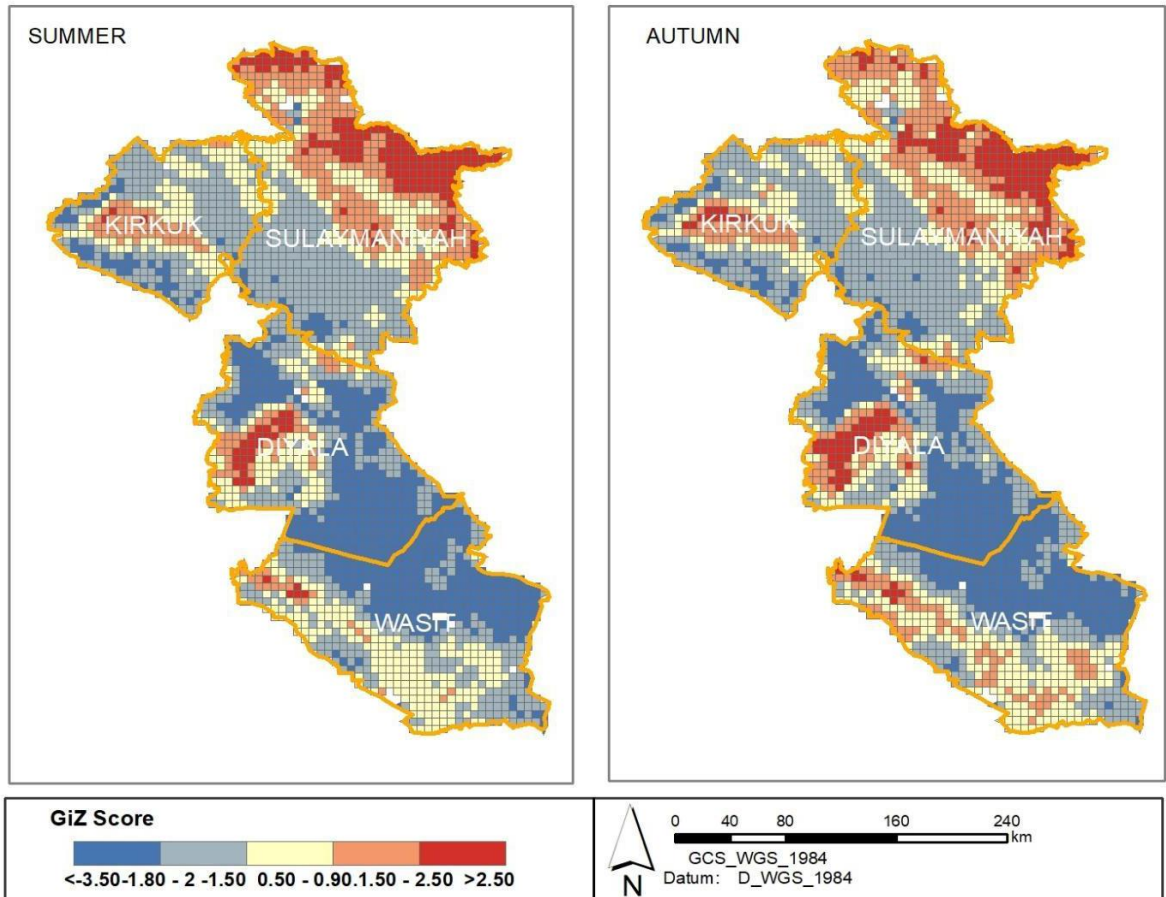 SUMMER
KIRKUK
SULAYMANIYAH
DIYALA
WASIT
AUTUMN
KIRKUK
SULAYMANIYAH
DIYALA
WASIT
GiZ Score
<-3.50-1.80 - 2 -1.50 0.50 - 0.90.1.50 - 2.50 >2.50
0 40 80 160 240
km
GCS_WGS_1984
Datum: D_WGS_1984
N